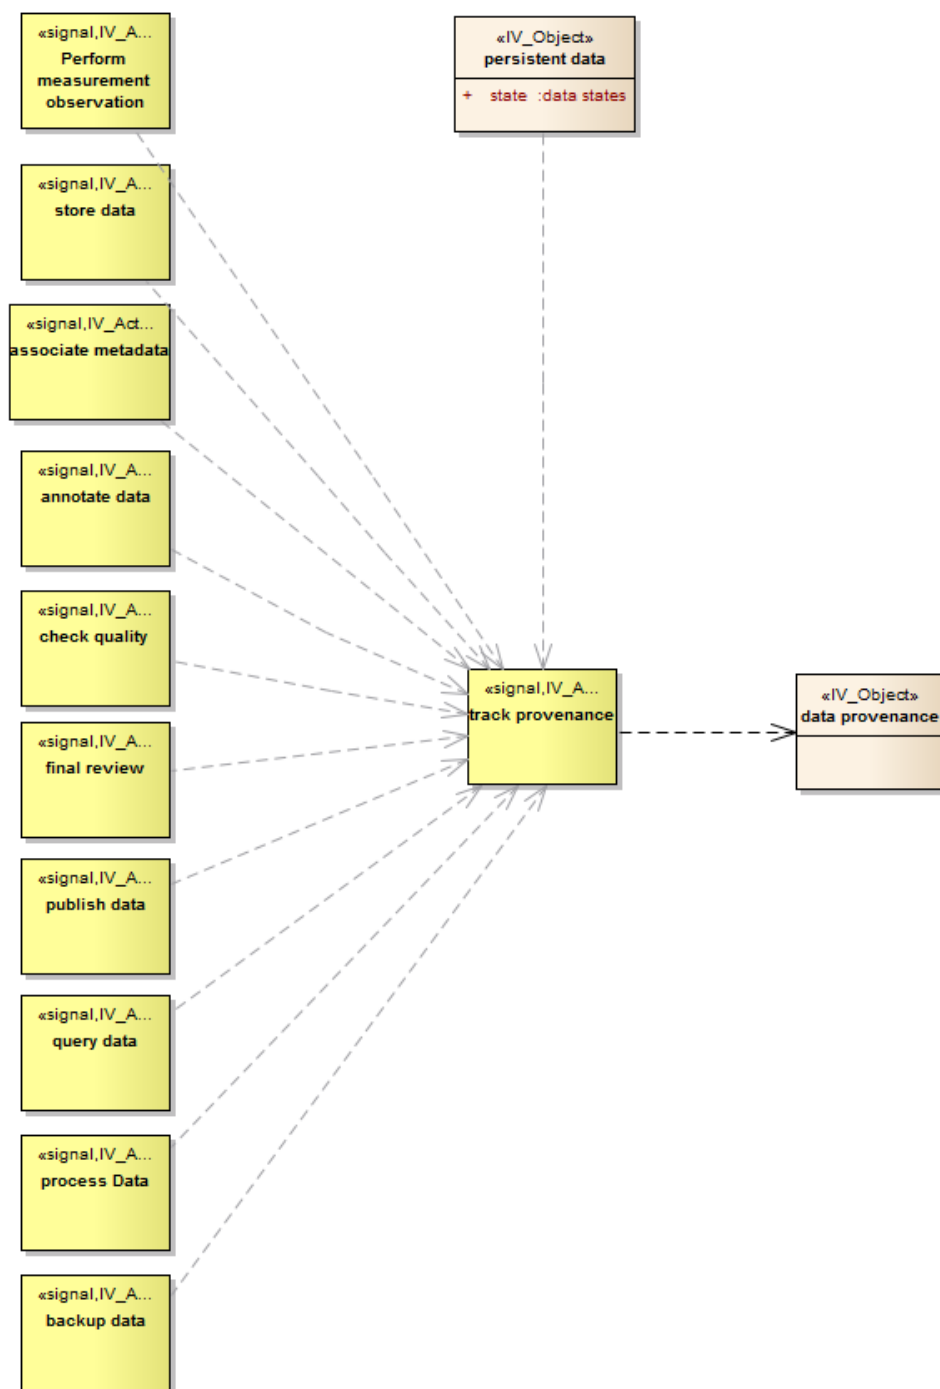 «signal,IV_A...
Perform
measurement
observation
«IV_Object»
persistent data
+ state :data states
«signal,IV_A...
store data
«signal,IV_Act...
associate metadata
«signal,IV_A...
annotate data
«signal,IV_A...
check quality
«signal,IV_A...
track provenance
«IV_Object»
data provenance
«signal,IV_A...
final review
«signal,IV_A...
publish data
«signal,IV_A...
query data
«signal,IV_A...
process Data
«signal,IV_A...
backup data